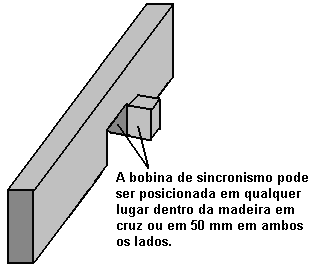 A bobina de sincronismo pode
ser posicionada em qualquer
lugar dentro da madeira em
cruz ou em 50 mm em ambos
os lados.